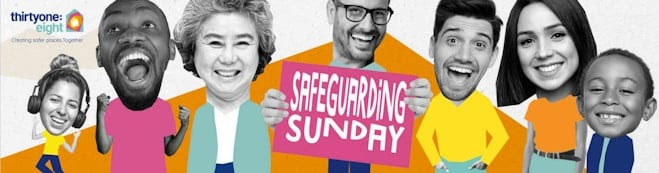 thirtyone:
eight
Creating safer places. Together.
SAFEGUARDING
SUNDAY